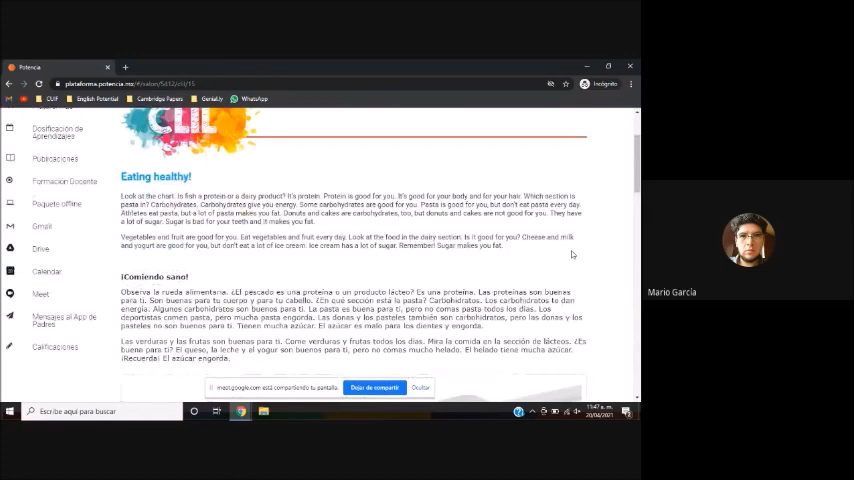 Potencia
plataforma.potencia.mx/#/salon/5d12/clil/15
Incógnito
CLIIF
English Potential
Cambridge Papers
Genial.ly
WhatsApp
Dosificación de
Aprendizajes
Publicaciones
Formación Docente
Paquete offline
Gmail
Drive
Calendar
Meet
Mensajes al App de
Padres
Calificaciones
CLIL
Eating healthy!
Look at the chart. Is fish a protein or a dairy product? It's protein. Protein is good for you. It's good for your body and for your hair. Which section is
pasta in? Carbohydrates. Carbohydrates give you energy. Some carbohydrates are good for you. Pasta is good for you, but don't eat pasta every day.
Athletes eat pasta, but a lot of pasta makes you fat. Donuts and cakes are carbohydrates, too, but donuts and cakes are not good for you. They have
a lot of sugar. Sugar is bad for your teeth and it makes you fat.
Vegetables and fruit are good for you. Eat vegetables and fruit every day. Look at the food in the dairy section. Is it good for you? Cheese and milk
and yogurt are good for you, but don't eat a lot of ice cream. Ice cream has a lot of sugar. Remember! Sugar makes you fat.
¡Comiendo sano!
Observa la rueda alimentaria. ¿El pescado es una proteína o un producto lácteo? Es una proteína. Las proteínas son buenas
para ti. Son buenas para tu cuerpo y para tu cabello. ¿En qué sección está la pasta? Carbohidratos. Los carbohidratos te dan
energía. Algunos carbohidratos son buenos para ti. La pasta es buena para ti, pero no comas pasta todos los días. Los
deportistas comen pasta, pero mucha pasta engorda. Las donas y los pasteles también son carbohidratos, pero las donas y los
pasteles no son buenos para ti. Tienen mucha azúcar. El azúcar es malo para los dientes y engorda.
Las verduras y las frutas son buenas para ti. Come verduras y frutas todos los días. Mira la comida en la sección de lácteos. ¿Es
buena para ti? El queso, la leche y el yogur son buenos para ti, pero no comas mucho helado. El helado tiene mucha azúcar.
¡Recuerda! El azúcar engorda.
meet.google.com está compartiendo tu pantalla.
Dejar de compartir
Ocultar
Escribe aquí para buscar
11:47 a. m.
20/04/2021
Mario García